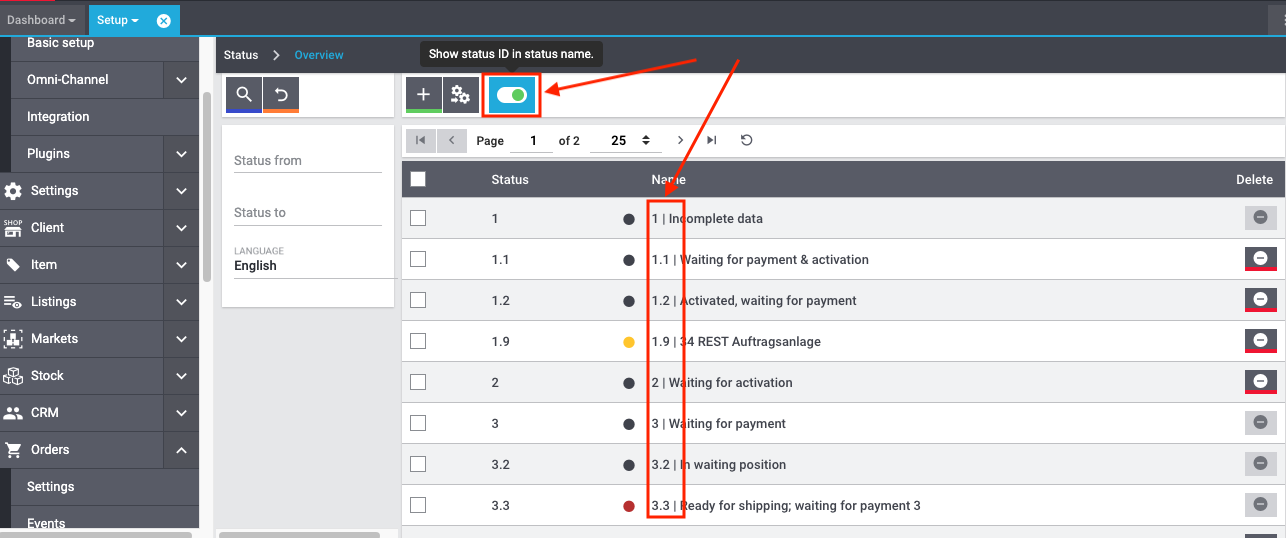 Dashboard
Setup
Basic setup
Omni-Channel
Integration
Plugins
Settings
SHOP
Client
Item
Listings
Markets
Stock
CRM
Orders
Settings
Events
Status > Overview
Show status ID in status name.
Status from
Status to
LANGUAGE
English
Page 1 of 2 25
Status Name Delete
1 1 | Incomplete data
1.1 1.1 | Waiting for payment & activation
1.2 1.2 | Activated, waiting for payment
1.9 1.9 | 34 REST Auftragsanlage
2 2 | Waiting for activation
3 3 | Waiting for payment
3.2 3.2 | In waiting position
3.3 3.3 | Ready for shipping; waiting for payment 3